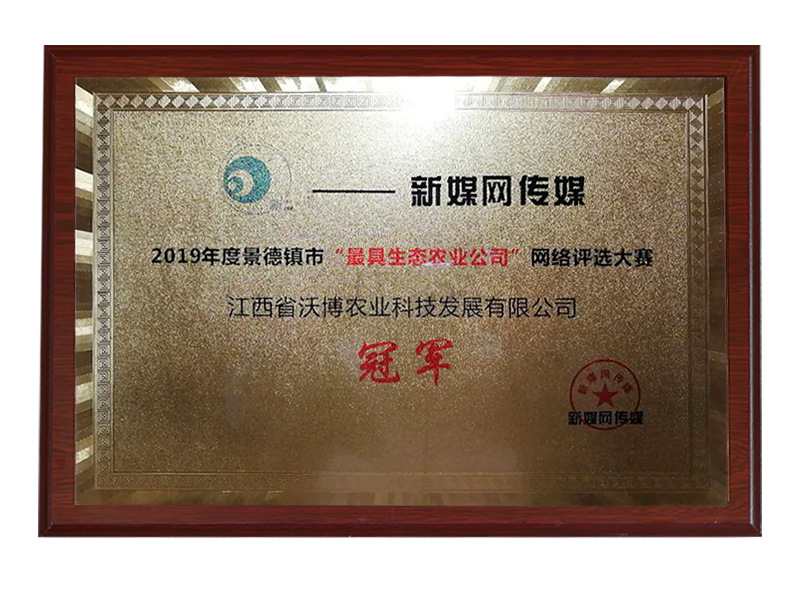 —— 新媒网传媒
2019年度景德镇市“最具生态农业公司”网络评选大赛
江西省沃博农业科技发展有限公司
冠军
新媒网传媒
新媒网传媒